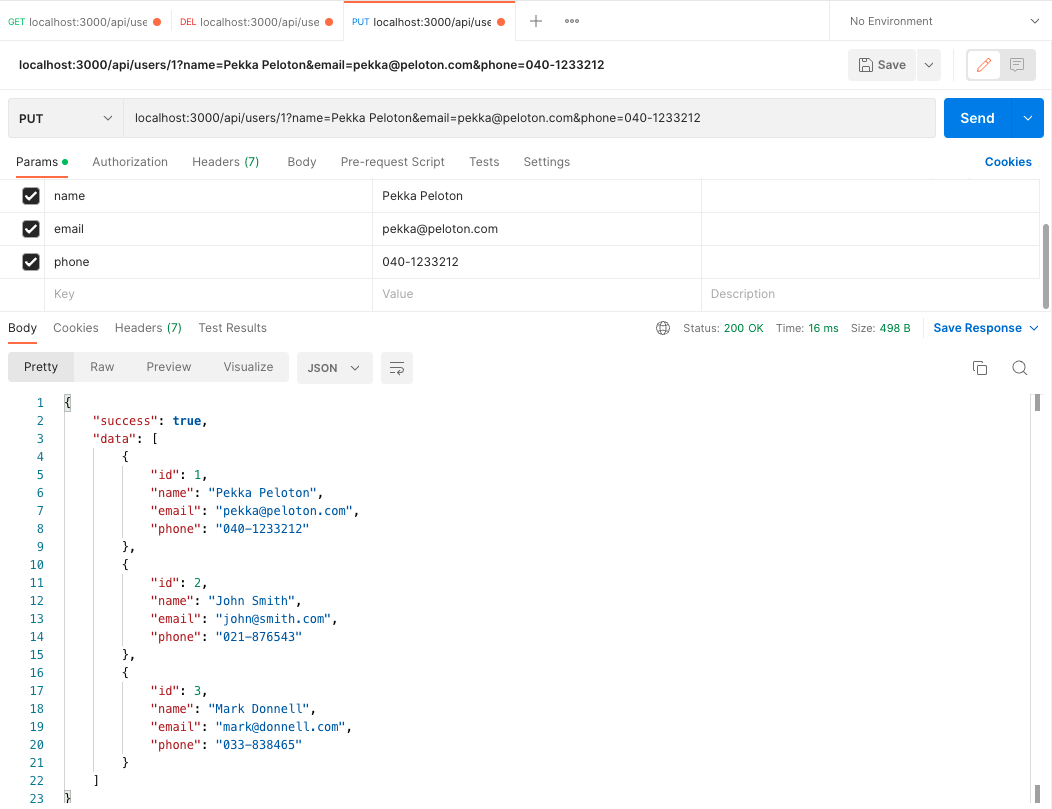 GET localhost:3000/api/use DEL localhost:3000/api/use PUT localhost:3000/api/use No Environment
localhost:3000/api/users/1?name=Pekka Peloton&email=pekka@peloton.com&phone=040-1233212 Save
PUT localhost:3000/api/users/1?name=Pekka Peloton&email=pekka@peloton.com&phone=040-1233212 Send
Params Authorization Headers (7) Body Pre-request Script Tests Settings Cookies
name Pekka Peloton
email pekka@peloton.com
phone 040-1233212
Key Value Description
Body Cookies Headers (7) Test Results Status: 200 OK Time: 16 ms Size: 498 B Save Response
Pretty Raw Preview Visualize JSON
1 {
2 "success": true,
3 "data": [
4 {
5 "id": 1,
6 "name": "Pekka Peloton",
7 "email": "pekka@peloton.com",
8 "phone": "040-1233212"
9 },
10 {
11 "id": 2,
12 "name": "John Smith",
13 "email": "john@smith.com",
14 "phone": "021-876543"
15 },
16 {
17 "id": 3,
18 "name": "Mark Donnell",
19 "email": "mark@donnell.com",
20 "phone": "033-838465"
21 }
22 ]
23 }